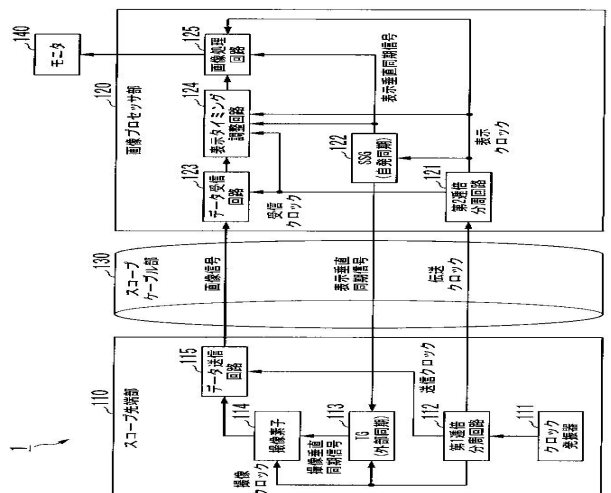 1
110
スコープ先端部
撮像
クロック
114
撮像素子
115
データ送信
回路
撮像垂直
同期信号
113
TG
(外部同期)
112
送信クロック
第1逓倍
分周回路
111
クロック
発振器
130
スコープ
ケーブル部
画像信号
表示垂直
同期信号
伝送
クロック
120
画像プロセッサ部
123
データ受信
回路
124
表示タイミング
調整回路
125
画像処理
回路
受信
クロック
122
SSG
(自発同期)
表示垂直同期信号
121
第2逓倍
分周回路
表示
クロック
140
モニタ